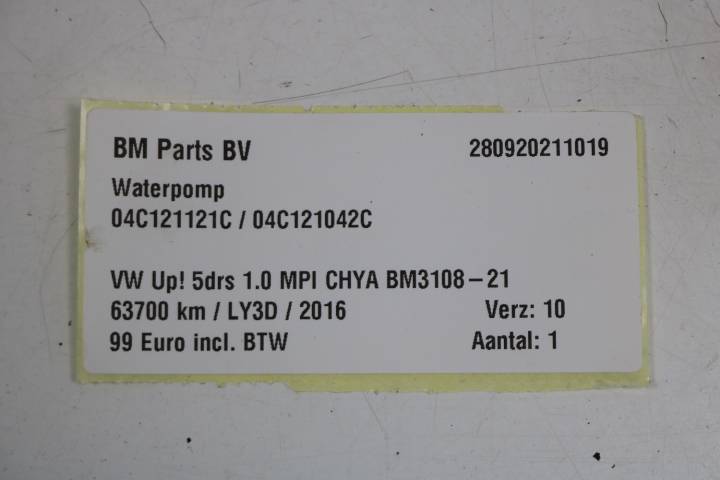 BM Parts BV 280920211019
Waterpomp
04C121121C / 04C121042C
VW Up! 5drs 1.0 MPI CHYA BM3108-21
63700 km / LY3D / 2016 Verz: 10
99 Euro incl. BTW Aantal: 1